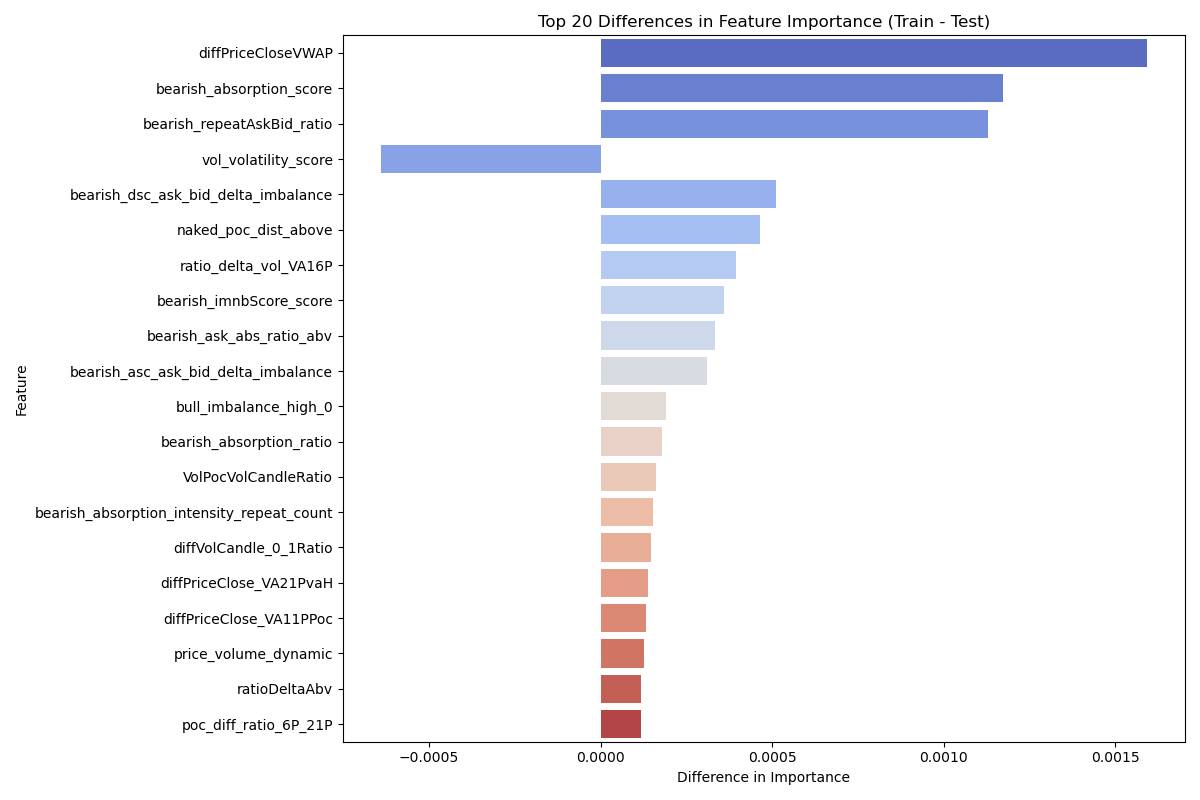 Top 20 Differences in Feature Importance (Train - Test)
diffPriceCloseVWAP
bearish_absorption_score
bearish_repeatAskBid_ratio
vol_volatility_score
bearish_dsc_ask_bid_delta_imbalance
naked_poc_dist_above
ratio_delta_vol_VA16P
bearish_imnbScore_score
bearish_ask_abs_ratio_abv
bearish_asc_ask_bid_delta_imbalance
bull_imbalance_high_0
bearish_absorption_ratio
VolPocVolCandleRatio
bearish_absorption_intensity_repeat_count
diffVolCandle_0_1Ratio
diffPriceClose_VA21PvaH
diffPriceClose_VA11PPoc
price_volume_dynamic
ratioDeltaAbv
poc_diff_ratio_6P_21P
Feature
−0.0005 0.0000 0.0005 0.0010 0.0015
Difference in Importance